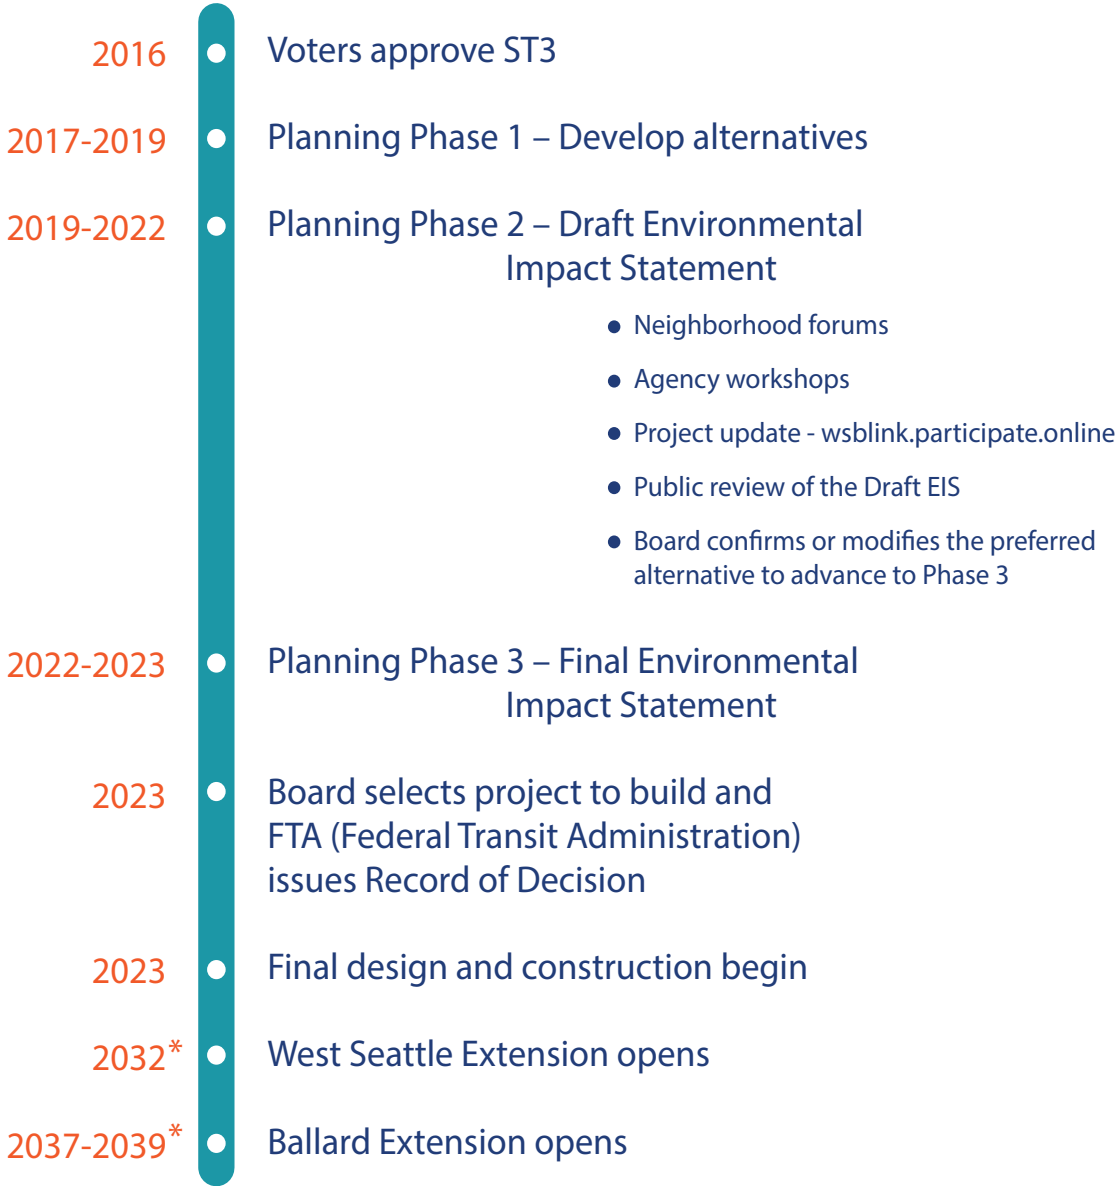 2016 Voters approve ST3
2017-2019 Planning Phase 1 – Develop alternatives
2019-2022 Planning Phase 2 – Draft Environmental
Impact Statement
• Neighborhood forums
• Agency workshops
• Project update - wsblink.participate.online
• Public review of the Draft EIS
• Board confirms or modifies the preferred
alternative to advance to Phase 3
2022-2023 Planning Phase 3 – Final Environmental
Impact Statement
2023 Board selects project to build and
FTA (Federal Transit Administration)
issues Record of Decision
2023 Final design and construction begin
2032* West Seattle Extension opens
2037-2039* Ballard Extension opens